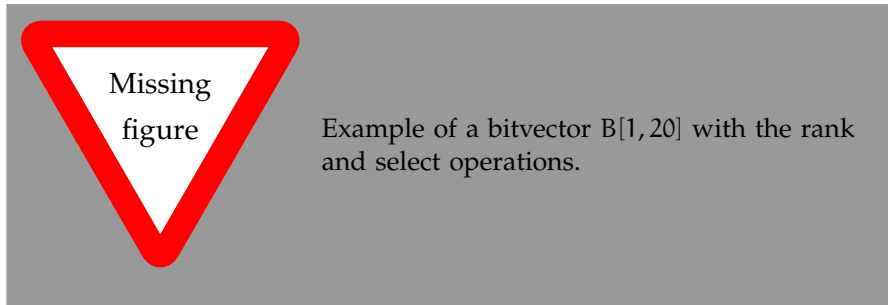 Missing
figure
Example of a bitvector B[1, 20] with the rank
and select operations.